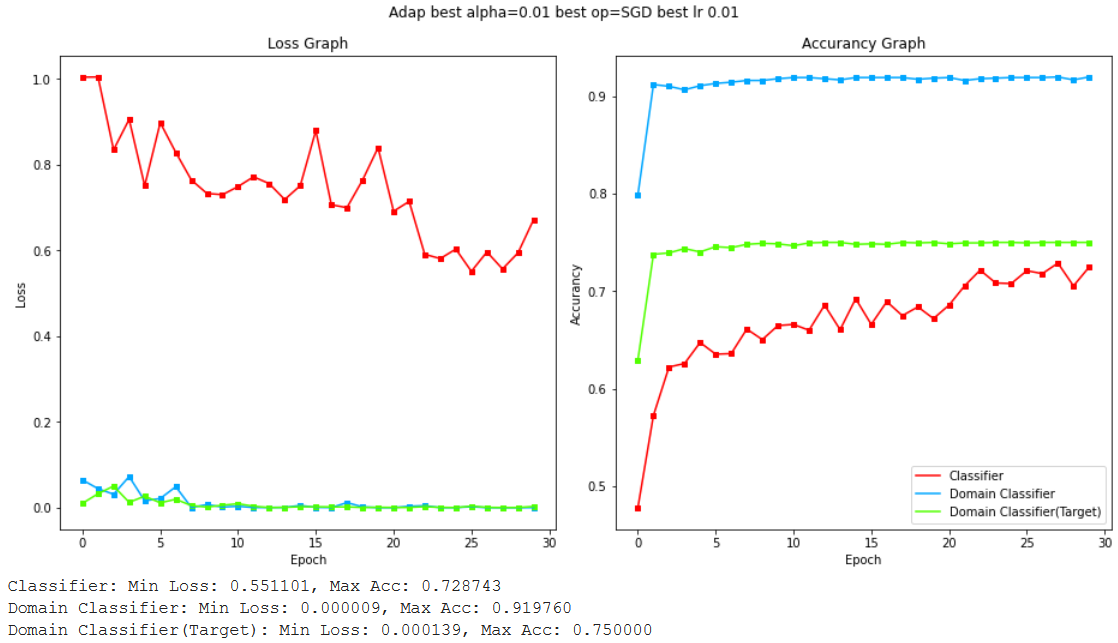 Adap best alpha=0.01 best op=SGD best lr 0.01
Loss Graph
1.0
0.8
0.6
0.4
0.2
0.0
Loss
0 5 10 15 20 25 30
Epoch
Accurancy Graph
0.9
0.8
0.7
0.6
0.5
Accurancy
0 5 10 15 20 25 30
Epoch
Classifier
Domain Classifier
Domain Classifier(Target)
Classifier: Min Loss: 0.551101, Max Acc: 0.728743
Domain Classifier: Min Loss: 0.000009, Max Acc: 0.919760
Domain Classifier(Target): Min Loss: 0.000139, Max Acc: 0.750000